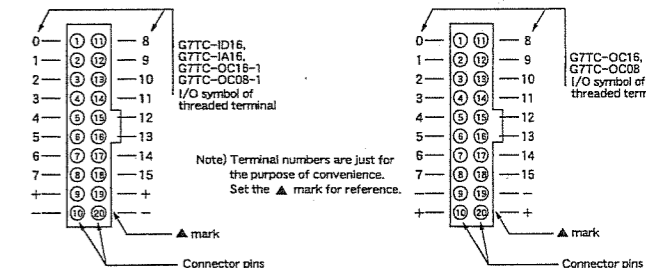 0 1 11 8
1 2 12 9
2 3 13 10
3 4 14 11
4 5 15 12
5 6 16 13
6 7 17 14
7 8 18 15
+ 9 19 +
− 10 20 −
G7TC-ID16,
G7TC-IA16,
G7TC-OC16-1
G7TC-OC08-1
I/O symbol of
threaded terminal
▲ mark
Connector pins
Note) Terminal numbers are just for
the purpose of convenience.
Set the ▲ mark for reference.
0 1 11 8
1 2 12 9
2 3 13 10
3 4 14 11
4 5 15 12
5 6 16 13
6 7 17 14
7 8 18 15
− 9 19 −
+ 10 20 +
G7TC-OC16,
G7TC-OC08
I/O symbol of
threaded term
▲ mark
Connector pins